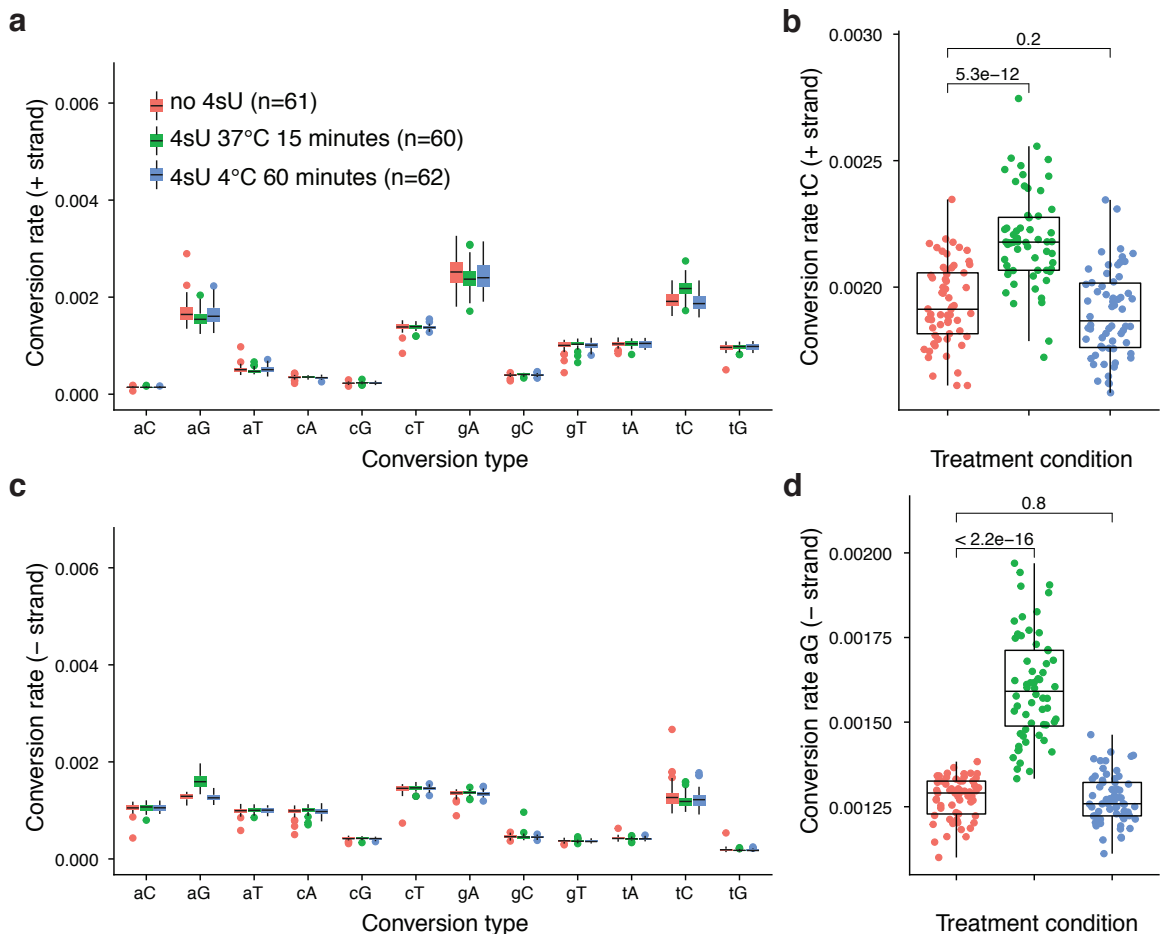 a
Conversion rate (+ strand)
0.006
0.004
0.002
0.000
no 4sU (n=61)
4sU 37°C 15 minutes (n=60)
4sU 4°C 60 minutes (n=62)
aC aG aT cA cG cT gA gC gT tA tC tG
Conversion type
b
Conversion rate tC (+ strand)
0.0030
0.0025
0.0020
0.2
5.3e−12
Treatment condition
c
Conversion rate (− strand)
0.006
0.004
0.002
0.000
aC aG aT cA cG cT gA gC gT tA tC tG
Conversion type
d
Conversion rate aG (− strand)
0.00200
0.00175
0.00150
0.00125
0.8
< 2.2e−16
Treatment condition